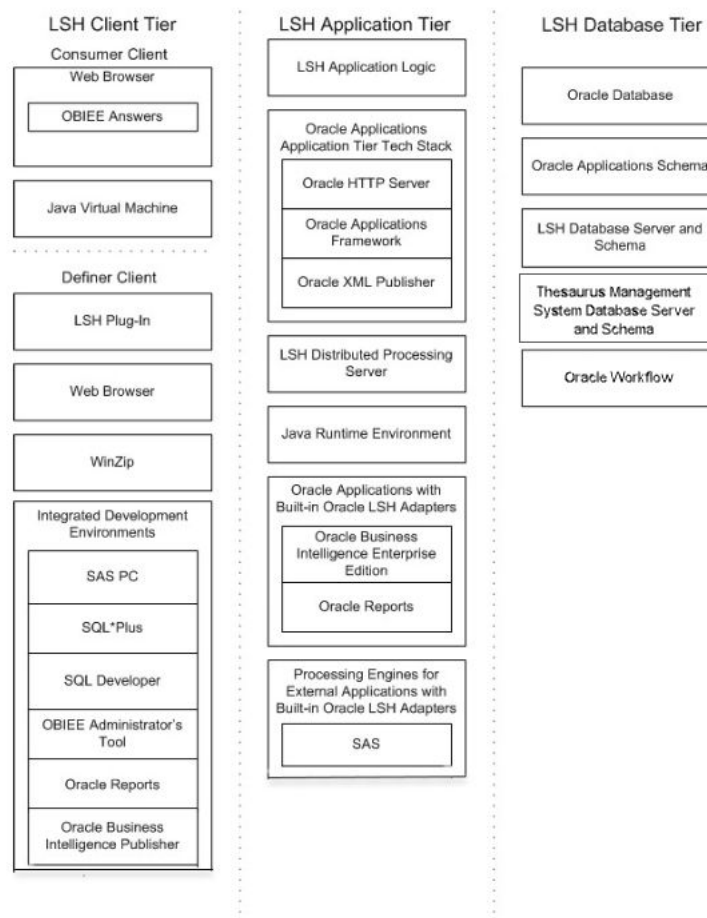 LSH Client Tier
Consumer Client
Web Browser
OBIEE Answers
Java Virtual Machine
Definer Client
LSH Plug-In
Web Browser
WinZip
Integrated Development
Environments
SAS PC
SQL*Plus
SQL Developer
OBIEE Administrator's
Tool
Oracle Reports
Oracle Business
Intelligence Publisher
LSH Application Tier
LSH Application Logic
Oracle Applications
Application Tier Tech Stack
Oracle HTTP Server
Oracle Applications
Framework
Oracle XML Publisher
LSH Distributed Processing
Server
Java Runtime Environment
Oracle Applications with
Built-in Oracle LSH Adapters
Oracle Business
Intelligence Enterprise
Edition
Oracle Reports
Processing Engines for
External Applications with
Built-in Oracle LSH Adapters
SAS
LSH Database Tier
Oracle Database
Oracle Applications Schema
LSH Database Server and
Schema
Thesaurus Management
System Database Server
and Schema
Oracle Workflow